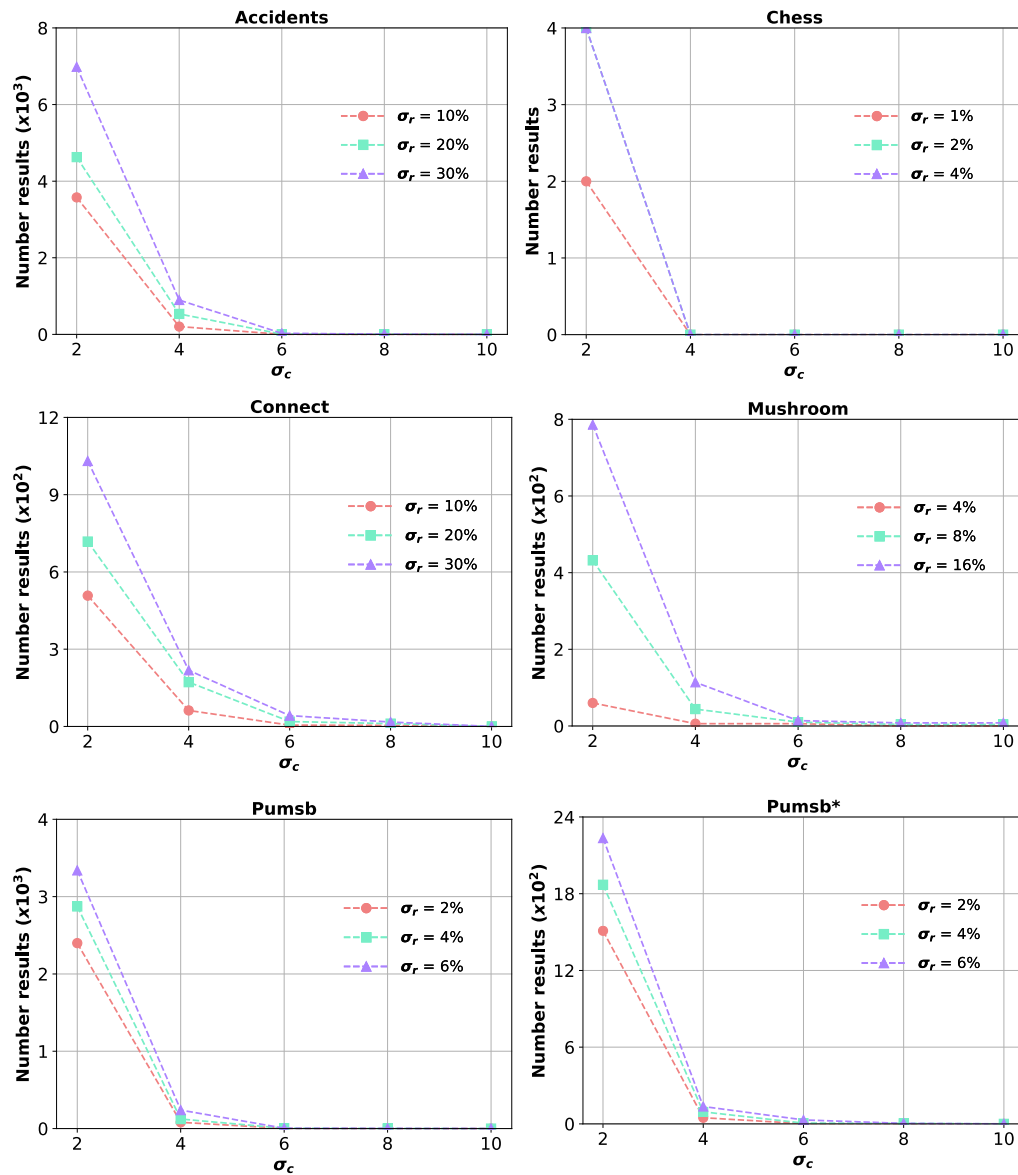 Accidents
Number results (x10³)
8
6
4
2
0
2 4 6 8 10
σc
σr = 10%
σr = 20%
σr = 30%
Chess
Number results
4
3
2
1
0
2 4 6 8 10
σc
σr = 1%
σr = 2%
σr = 4%
Connect
Number results (x10²)
12
9
6
3
0
2 4 6 8 10
σc
σr = 10%
σr = 20%
σr = 30%
Mushroom
Number results (x10²)
8
6
4
2
0
2 4 6 8 10
σc
σr = 4%
σr = 8%
σr = 16%
Pumsb
Number results (x10³)
4
3
2
1
0
2 4 6 8 10
σc
σr = 2%
σr = 4%
σr = 6%
Pumsb*
Number results (x10²)
24
18
12
6
0
2 4 6 8 10
σc
σr = 2%
σr = 4%
σr = 6%